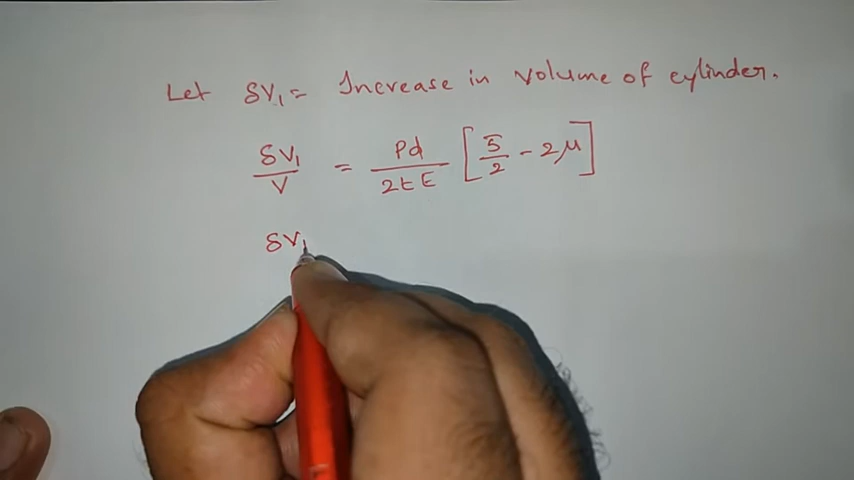 Let δV₁ = Increase in volume of cylinder.
δV₁/V = Pd/2tE [5/2 - 2μ]
δV₁